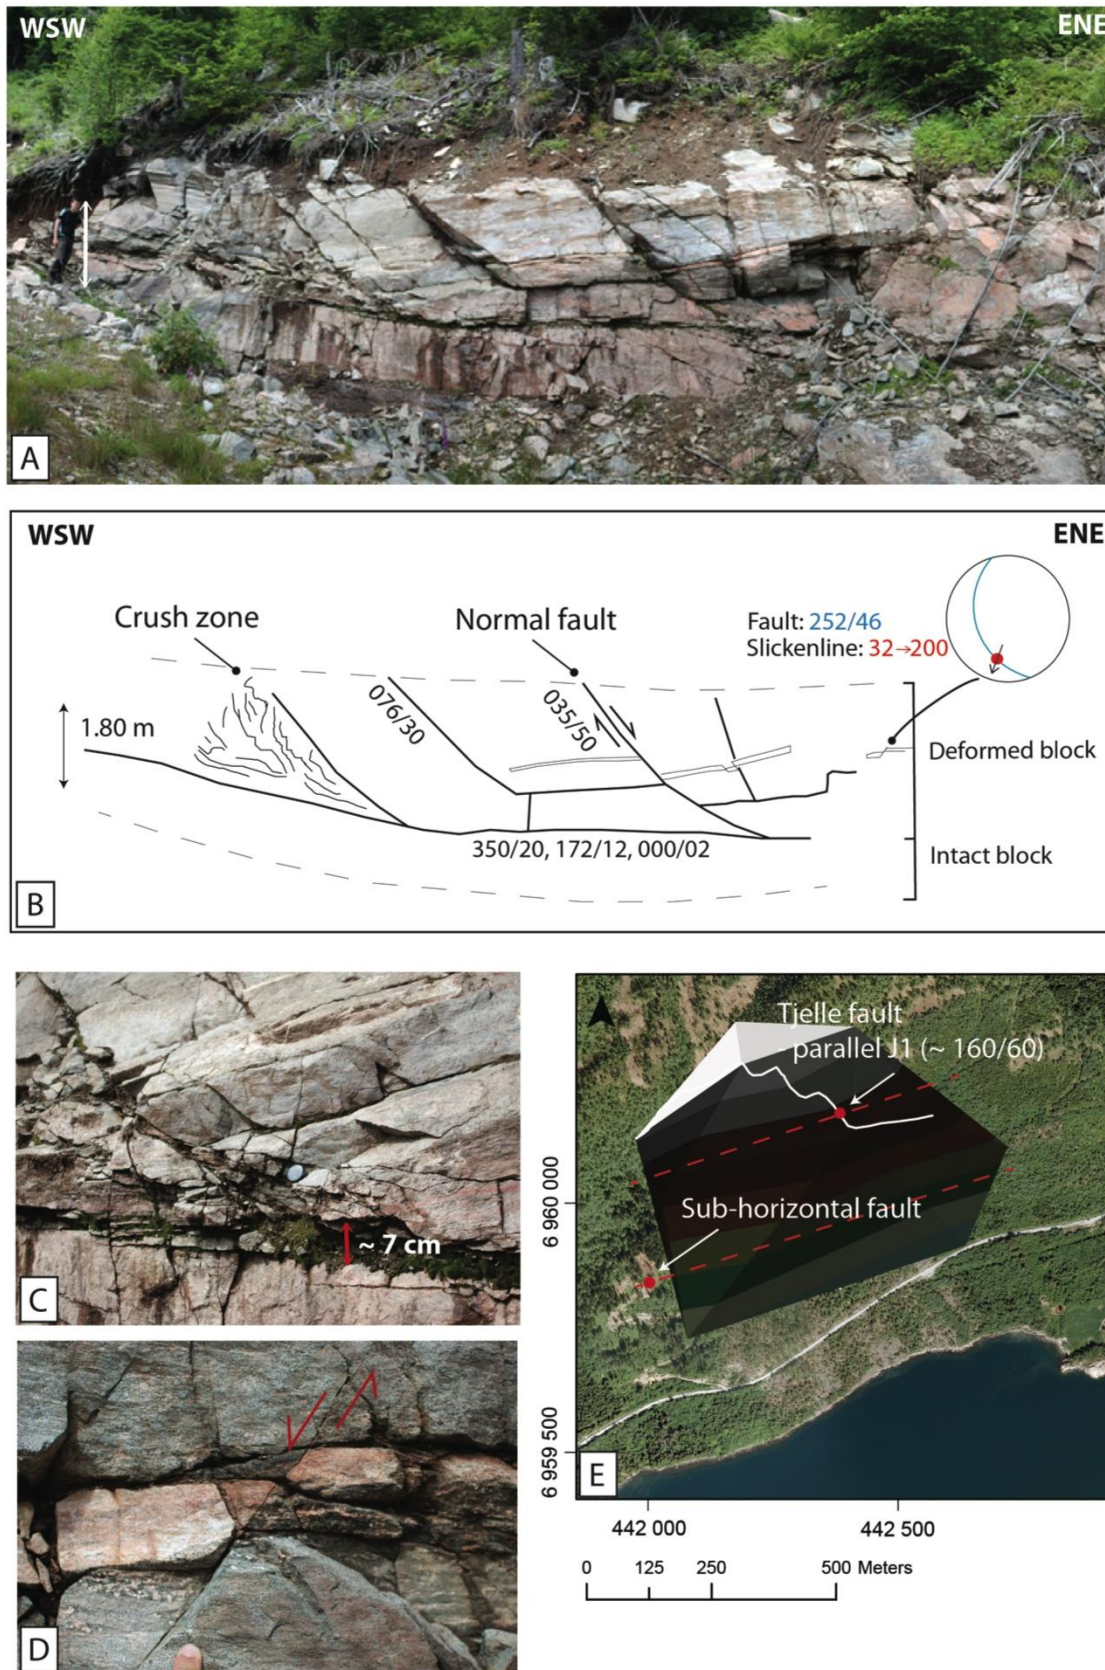 WSW
ENE
A
WSW
ENE
Crush zone
Normal fault
Fault: 252/46
Slickenline: 32→200
1.80 m
076/30
035/50
Deformed block
350/20, 172/12, 000/02
Intact block
B
~ 7 cm
C
D
Tjelle fault
- parallel J1 (~ 160/60)
Sub-horizontal fault
6 960 000
6 959 500
E
442 000
442 500
0 125 250 500 Meters